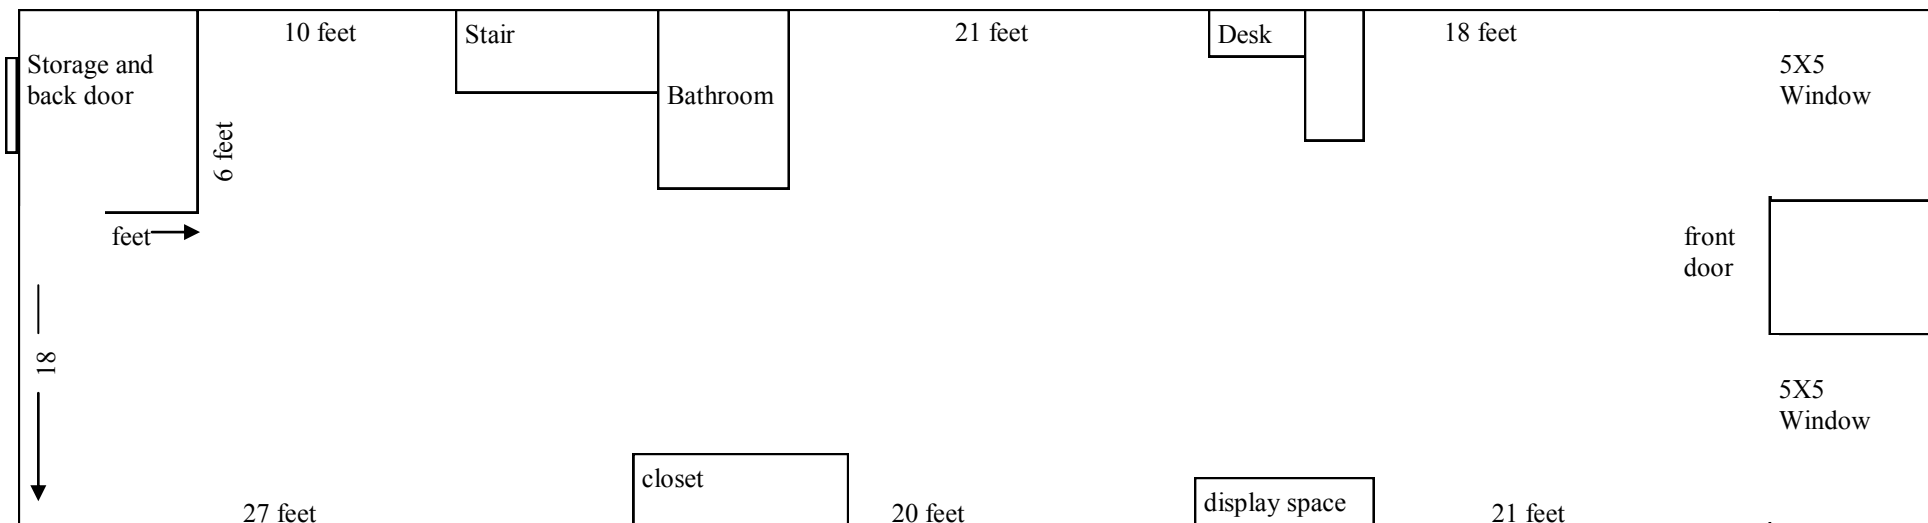 10 feet
Stair
21 feet
Desk
18 feet
Storage and
back door
5X5
Window
Bathroom
6 feet
feet
front
door
18
5X5
Window
closet
display space
27 feet
20 feet
21 feet